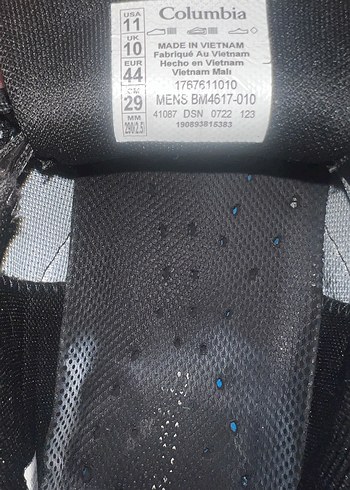 Columbia
USA
11
UK
10
EUR
44
CM
29
MM
290/2.5
MADE IN VIETNAM
Fabriqué Au Vietnam
Hecho en Vietnam
Vietnam Malı
1767611010
MENS BM4617-010
41087 DSN 0722 123
190893815383